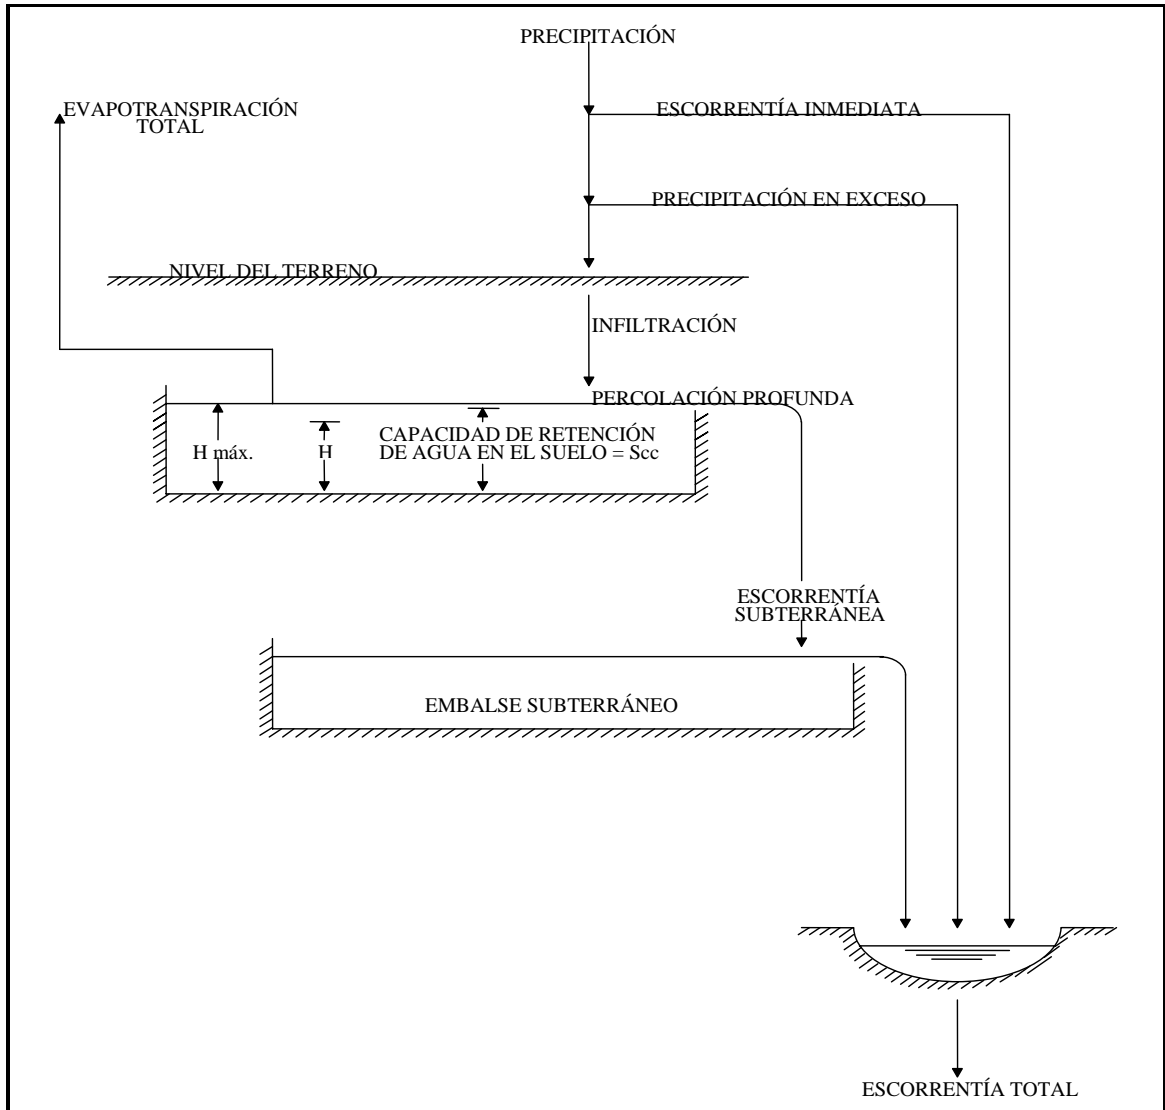 PRECIPITACIÓN
EVAPOTRANSPIRACIÓN
TOTAL
ESCORRENTÍA INMEDIATA
PRECIPITACIÓN EN EXCESO
NIVEL DEL TERRENO
INFILTRACIÓN
PERCOLACIÓN PROFUNDA
H máx.
H
CAPACIDAD DE RETENCIÓN
DE AGUA EN EL SUELO = Scc
ESCORRENTÍA
SUBTERRÁNEA
EMBALSE SUBTERRÁNEO
ESCORRENTÍA TOTAL